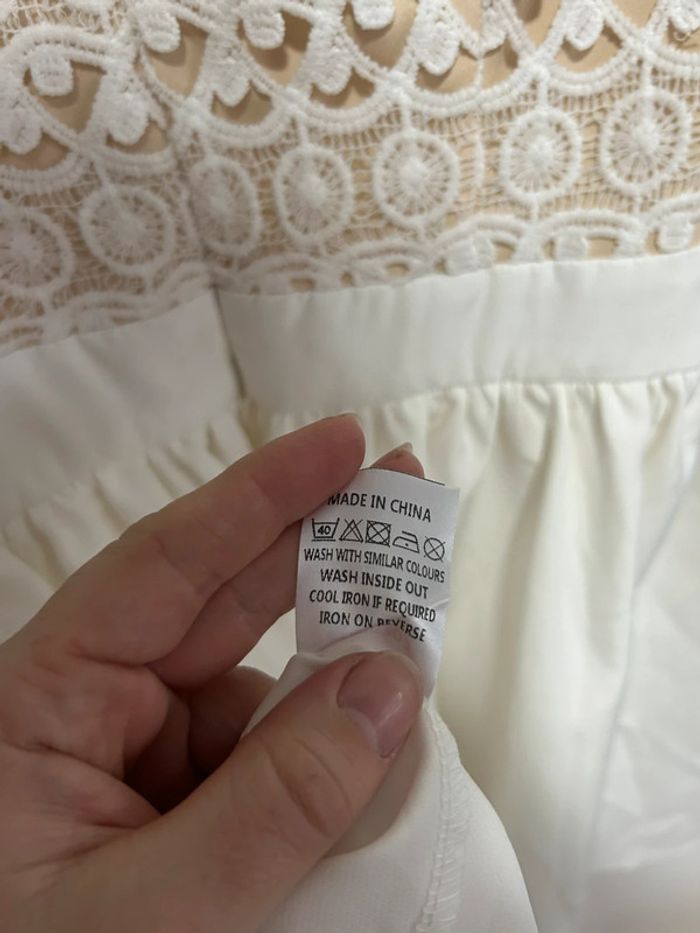 MADE IN CHINA
40
WASH WITH SIMILAR COLOURS
WASH INSIDE OUT
COOL IRON IF REQUIRED
IRON ON REVERSE